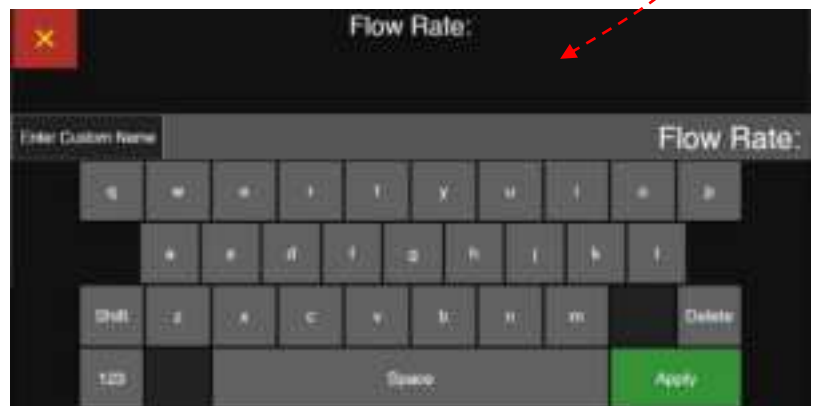 ×
Flow Rate:
Enter Custom Name Flow Rate:
q w e r t y u i o p
a s d f g h j k l
Shift z x c v b n m Delete
123 Space Apply